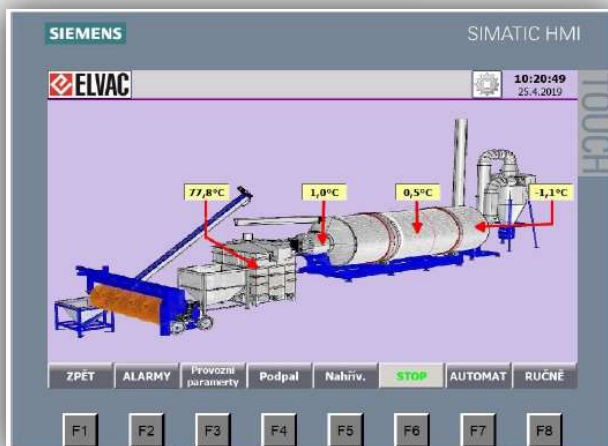 SIEMENS
SIMATIC HMI
ELVAC
10:20:49
25.4.2019
TOUCH
77,8°C
1,0°C
0,5°C
-1,1°C
ZPĚT
ALARMY
Provozní
paramerty
Podpal
Nahřív.
STOP
AUTOMAT
RUČNĚ
F1
F2
F3
F4
F5
F6
F7
F8